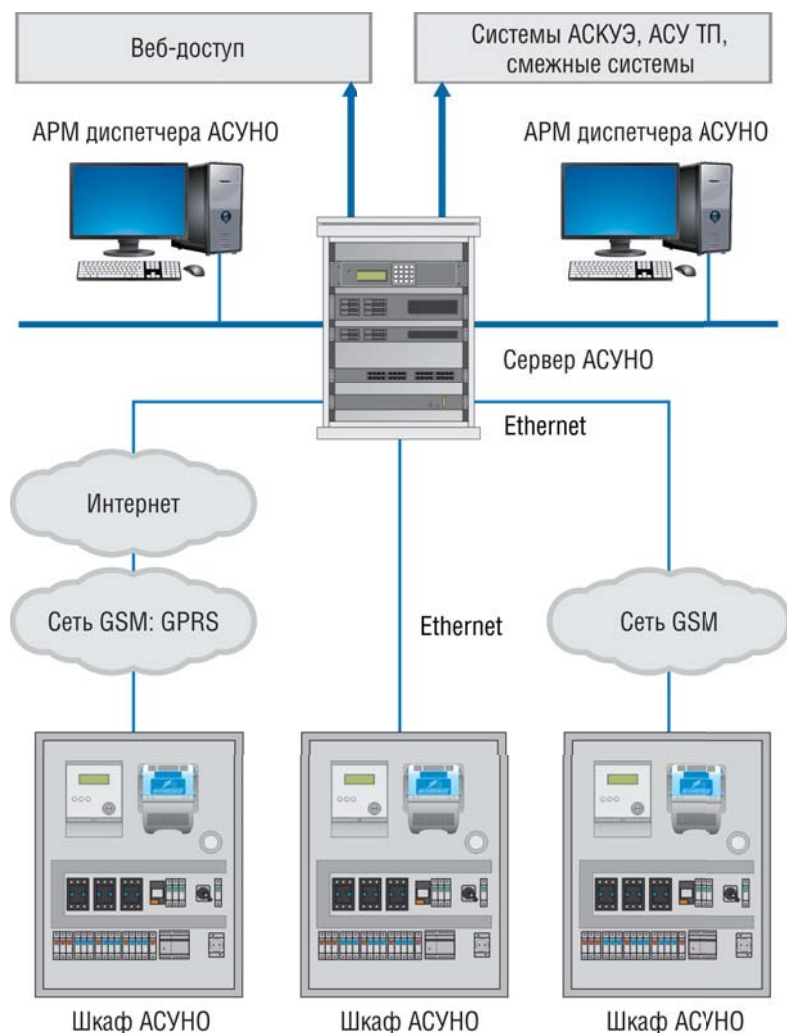 Веб-доступ
Системы АСКУЭ, АСУ ТП,
смежные системы
АРМ диспетчера АСУНО
АРМ диспетчера АСУНО
Сервер АСУНО
Ethernet
Интернет
Сеть GSM: GPRS
Ethernet
Сеть GSM
Шкаф АСУНО
Шкаф АСУНО
Шкаф АСУНО